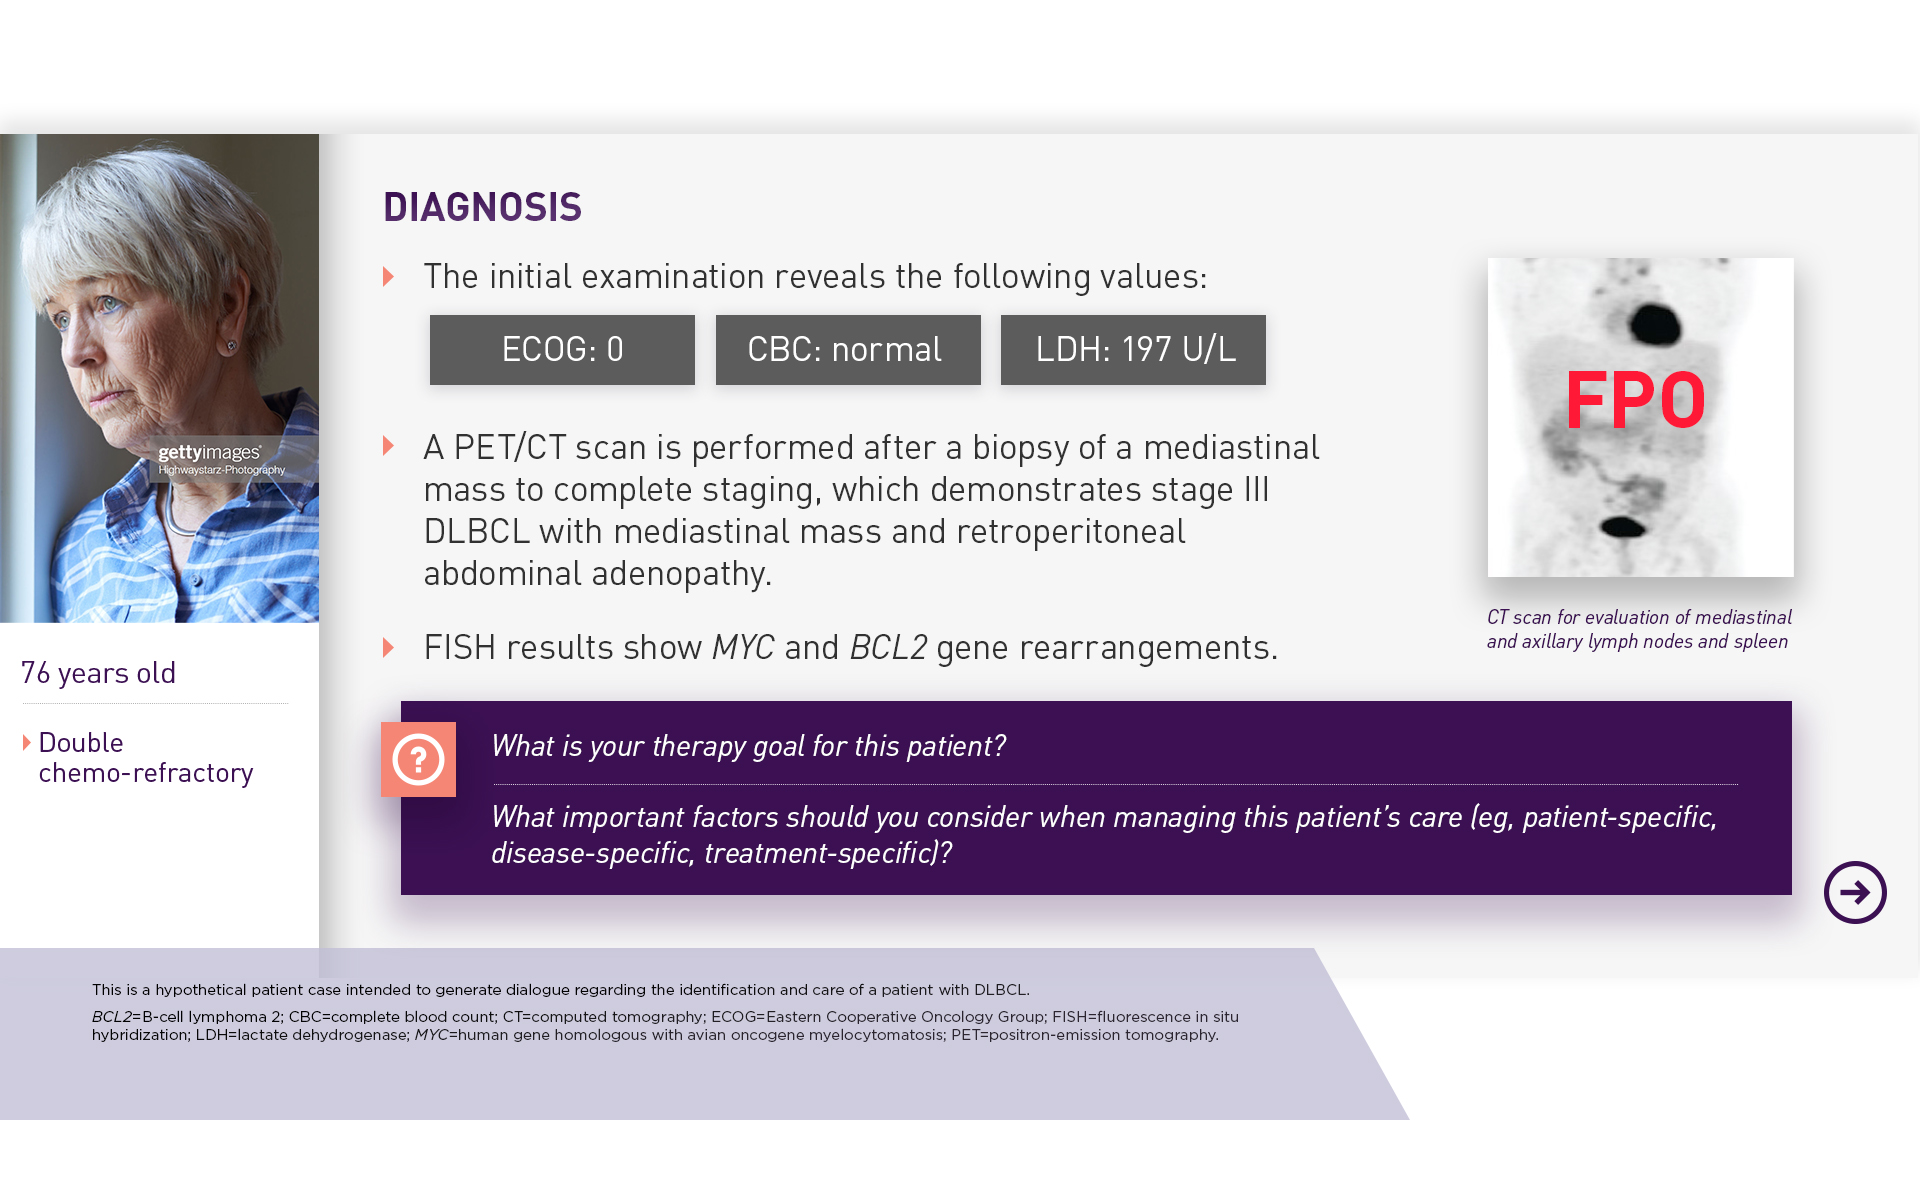 DIAGNOSIS
The initial examination reveals the following values:
ECOG: 0
CBC: normal
LDH: 197 U/L
A PET/CT scan is performed after a biopsy of a mediastinal
mass to complete staging, which demonstrates stage III
DLBCL with mediastinal mass and retroperitoneal
abdominal adenopathy.
FISH results show MYC and BCL2 gene rearrangements.
FPO
CT scan for evaluation of mediastinal
and axillary lymph nodes and spleen
gettyimages®
Highwaystarz-Photography
76 years old
Double
chemo-refractory
?
What is your therapy goal for this patient?
What important factors should you consider when managing this patient's care (eg, patient-specific,
disease-specific, treatment-specific)?
This is a hypothetical patient case intended to generate dialogue regarding the identification and care of a patient with DLBCL.
BCL2=B-cell lymphoma 2; CBC=complete blood count; CT=computed tomography; ECOG=Eastern Cooperative Oncology Group; FISH=fluorescence in situ
hybridization; LDH=lactate dehydrogenase; MYC=human gene homologous with avian oncogene myelocytomatosis; PET=positron-emission tomography.